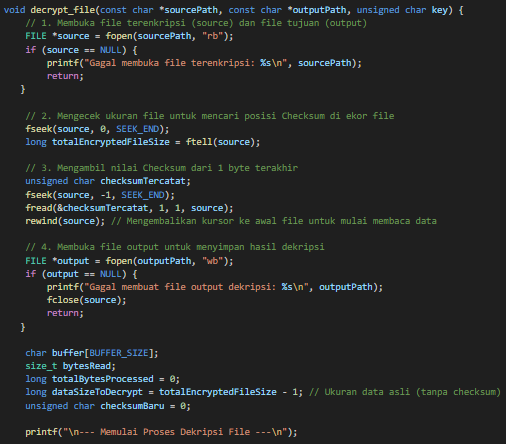 void decrypt_file(const char *sourcePath, const char *outputPath, unsigned char key) {
    // 1. Membuka file terenkripsi (source) dan file tujuan (output)
    FILE *source = fopen(sourcePath, "rb");
    if (source == NULL) {
        printf("Gagal membuka file terenkripsi: %s\n", sourcePath);
        return;
    }

    // 2. Mengecek ukuran file untuk mencari posisi Checksum di ekor file
    fseek(source, 0, SEEK_END);
    long totalEncryptedFileSize = ftell(source);

    // 3. Mengambil nilai Checksum dari 1 byte terakhir
    unsigned char checksumTercatat;
    fseek(source, -1, SEEK_END);
    fread(&checksumTercatat, 1, 1, source);
    rewind(source); // Mengembalikan kursor ke awal file untuk mulai membaca data

    // 4. Membuka file output untuk menyimpan hasil dekripsi
    FILE *output = fopen(outputPath, "wb");
    if (output == NULL) {
        printf("Gagal membuat file output dekripsi: %s\n", outputPath);
        fclose(source);
        return;
    }

    char buffer[BUFFER_SIZE];
    size_t bytesRead;
    long totalBytesProcessed = 0;
    long dataSizeToDecrypt = totalEncryptedFileSize - 1; // Ukuran data asli (tanpa checksum)
    unsigned char checksumBaru = 0;

    printf("\n--- Memulai Proses Dekripsi File ---\n");